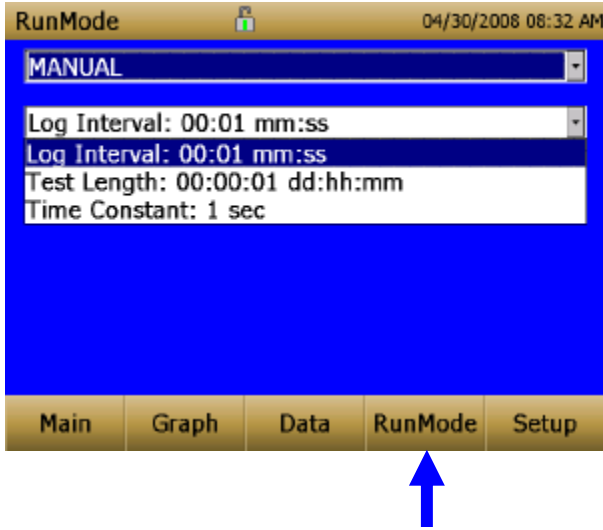 RunMode 04/30/2008 08:32 AM
MANUAL
Log Interval: 00:01 mm:ss
Log Interval: 00:01 mm:ss
Test Length: 00:00:01 dd:hh:mm
Time Constant: 1 sec
Main Graph Data RunMode Setup